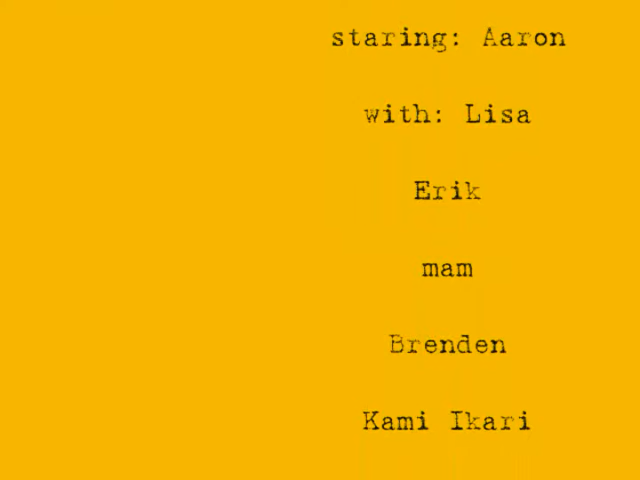 staring: Aaron
with: Lisa
Erik
mam
Brenden
Kami Ikari